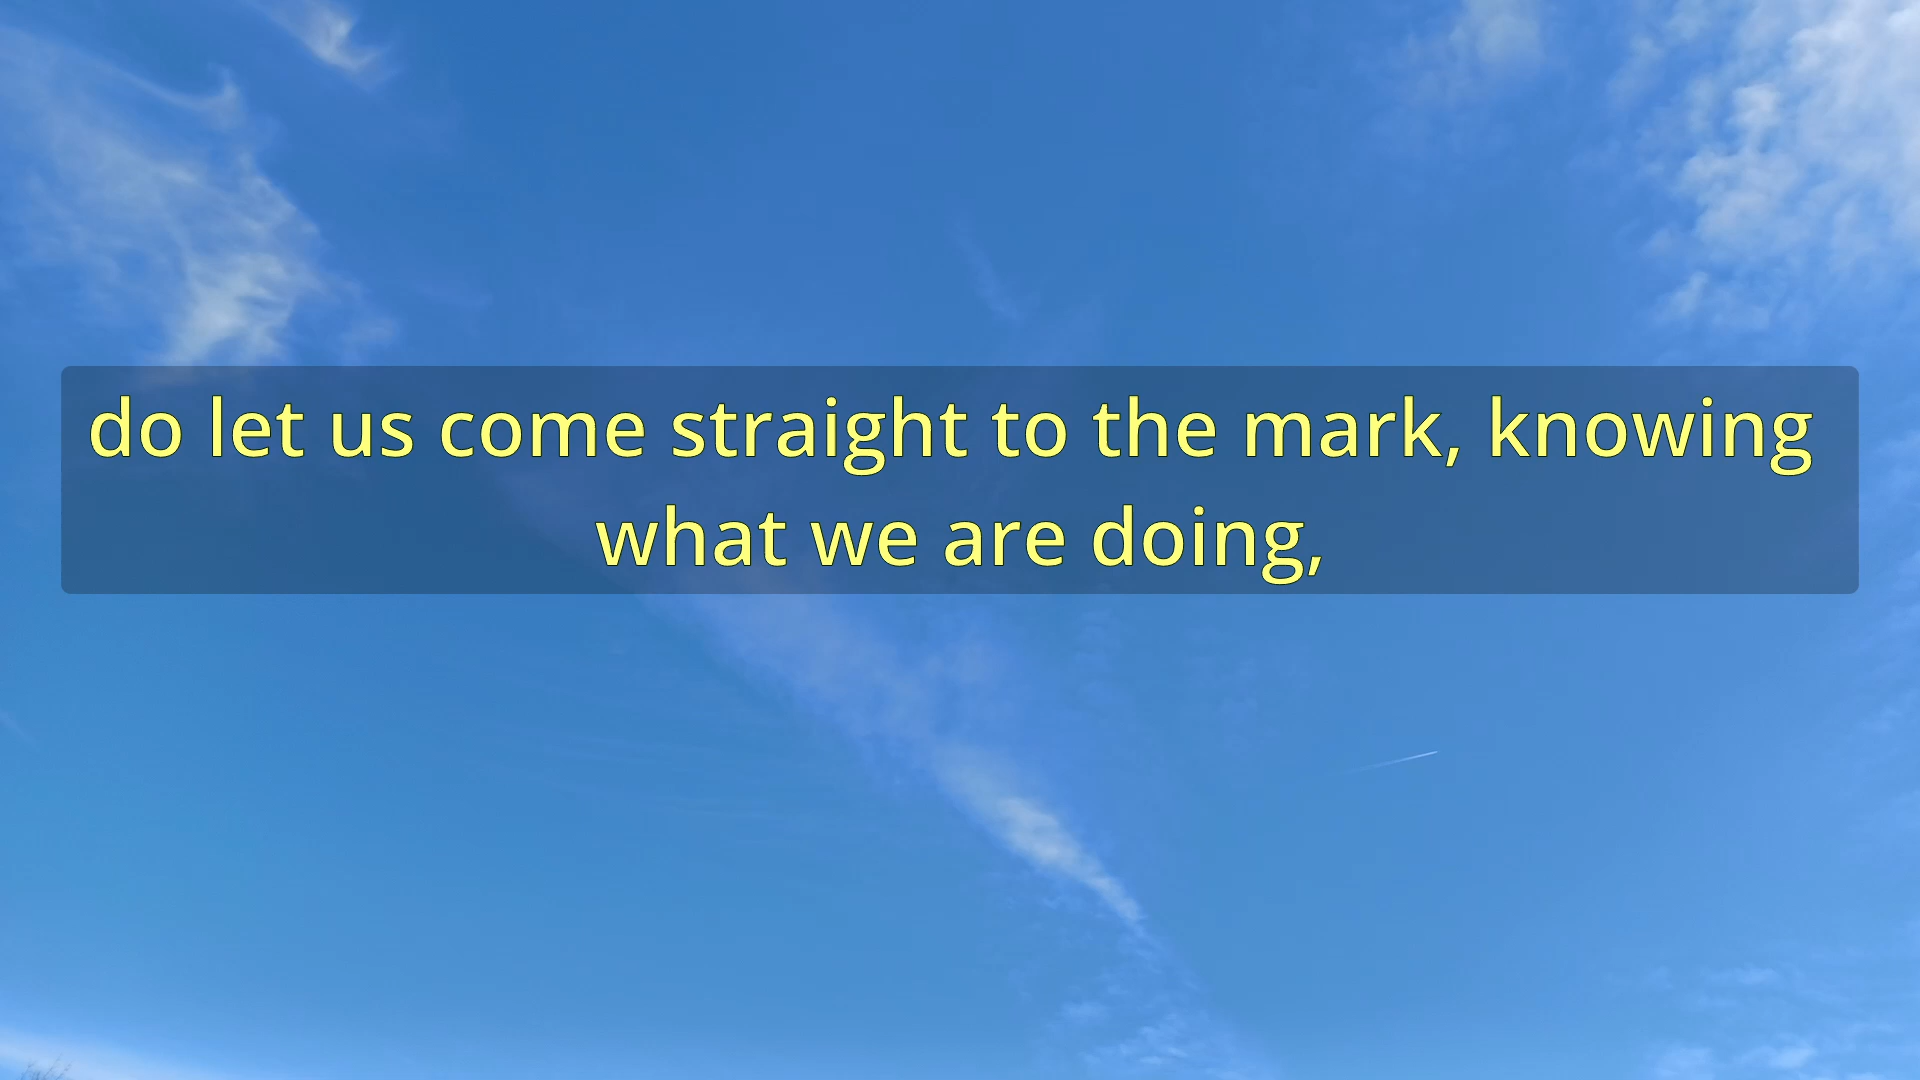 do let us come straight to the mark, knowing
what we are doing,